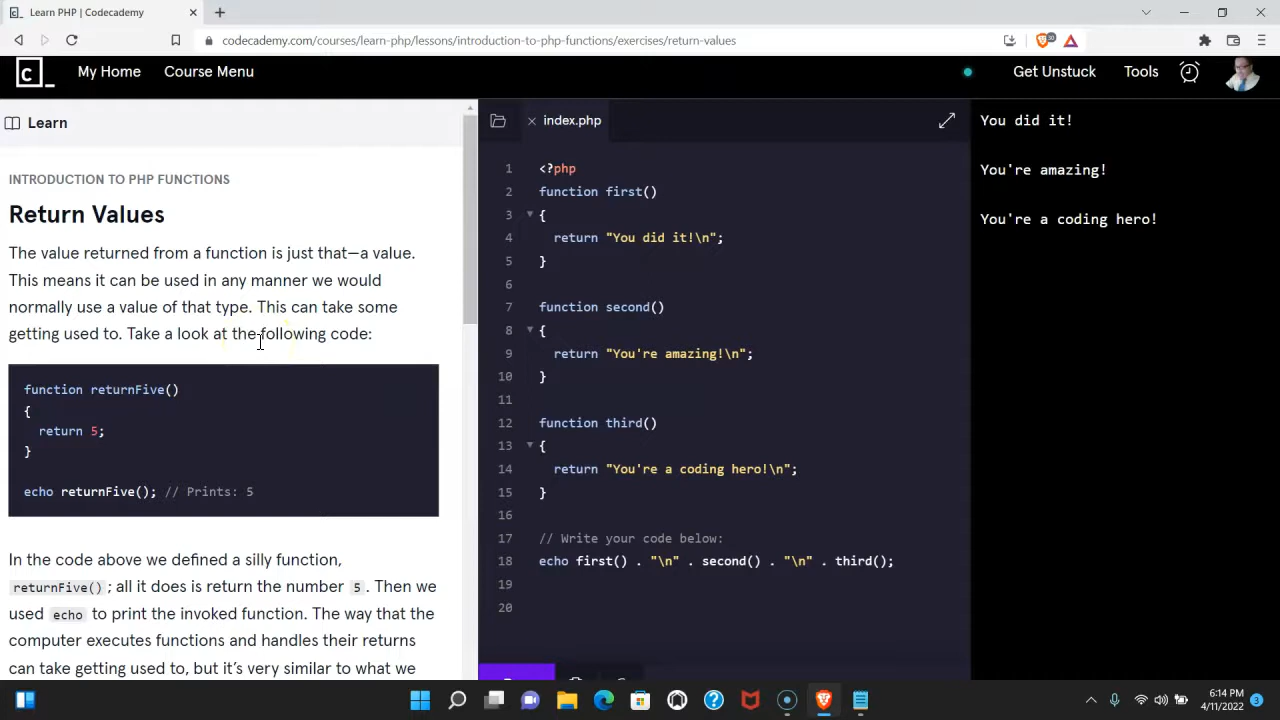 Learn PHP | Codecademy
codecademy.com/courses/learn-php/lessons/introduction-to-php-functions/exercises/return-values
My Home
Course Menu
Get Unstuck
Tools
Learn
INTRODUCTION TO PHP FUNCTIONS
Return Values
The value returned from a function is just that—a value.
This means it can be used in any manner we would
normally use a value of that type. This can take some
getting used to. Take a look at the following code:
function returnFive()
{
return 5;
}
echo returnFive(); // Prints: 5
In the code above we defined a silly function,
returnFive() ; all it does is return the number 5 . Then we
used echo to print the invoked function. The way that the
computer executes functions and handles their returns
can take getting used to, but it's very similar to what we
index.php
1 <?php
2 function first()
3 {
4 return "You did it!\n";
5 }
6
7 function second()
8 {
9 return "You're amazing!\n";
10 }
11
12 function third()
13 {
14 return "You're a coding hero!\n";
15 }
16
17 // Write your code below:
18 echo first() . "\n" . second() . "\n" . third();
19
20
You did it!
You're amazing!
You're a coding hero!
6:14 PM
4/11/2022